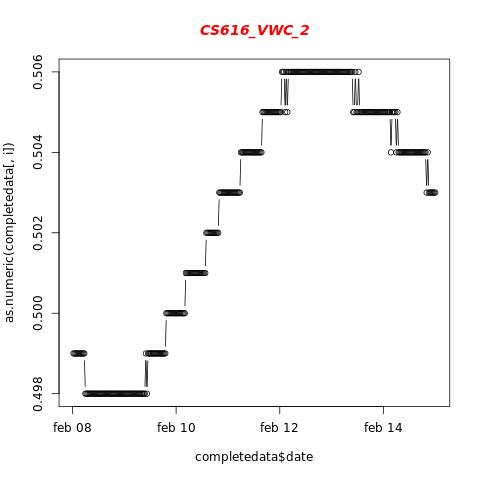 CS616_VWC_2
as.numeric(completedata[, i])
0.506
0.504
0.502
0.500
0.498
feb 08
feb 10
feb 12
feb 14
completedata$date